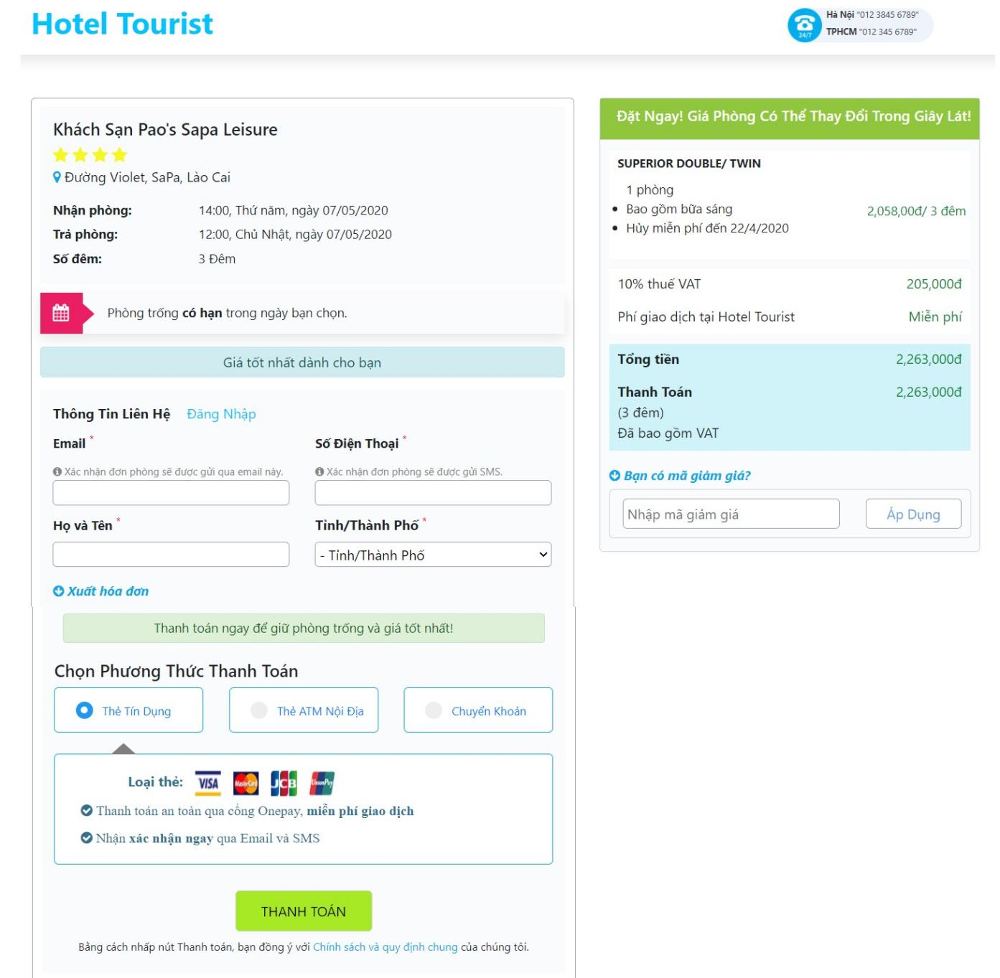 Hotel Tourist
Hà Nội "012 3845 6789"
TPHCM "012 345 6789"
24/7
Khách Sạn Pao's Sapa Leisure
Đường Violet, SaPa, Lào Cai
Nhận phòng: 14:00, Thứ năm, ngày 07/05/2020
Trả phòng: 12:00, Chủ Nhật, ngày 07/05/2020
Số đêm: 3 Đêm
Phòng trống có hạn trong ngày bạn chọn.
Giá tốt nhất dành cho bạn
Thông Tin Liên Hệ Đăng Nhập
Email * Số Điện Thoại *
Xác nhận đơn phòng sẽ được gửi qua email này. Xác nhận đơn phòng sẽ được gửi SMS.
Họ và Tên * Tỉnh/Thành Phố *
- Tỉnh/Thành Phố
Xuất hóa đơn
Thanh toán ngay để giữ phòng trống và giá tốt nhất!
Chọn Phương Thức Thanh Toán
Thẻ Tín Dụng Thẻ ATM Nội Địa Chuyển Khoản
Loại thẻ: VISA MasterCard JCB UnionPay
Thanh toán an toàn qua cổng Onepay, miễn phí giao dịch
Nhận xác nhận ngay qua Email và SMS
THANH TOÁN
Bằng cách nhấp nút Thanh toán, bạn đồng ý với Chính sách và quy định chung của chúng tôi.
Đặt Ngay! Giá Phòng Có Thể Thay Đổi Trong Giây Lát!
SUPERIOR DOUBLE/ TWIN
1 phòng
• Bao gồm bữa sáng 2,058,00đ/ 3 đêm
• Hủy miễn phí đến 22/4/2020
10% thuế VAT 205,000đ
Phí giao dịch tại Hotel Tourist Miễn phí
Tổng tiền 2,263,000đ
Thanh Toán 2,263,000đ
(3 đêm)
Đã bao gồm VAT
Bạn có mã giảm giá?
Nhập mã giảm giá Áp Dụng